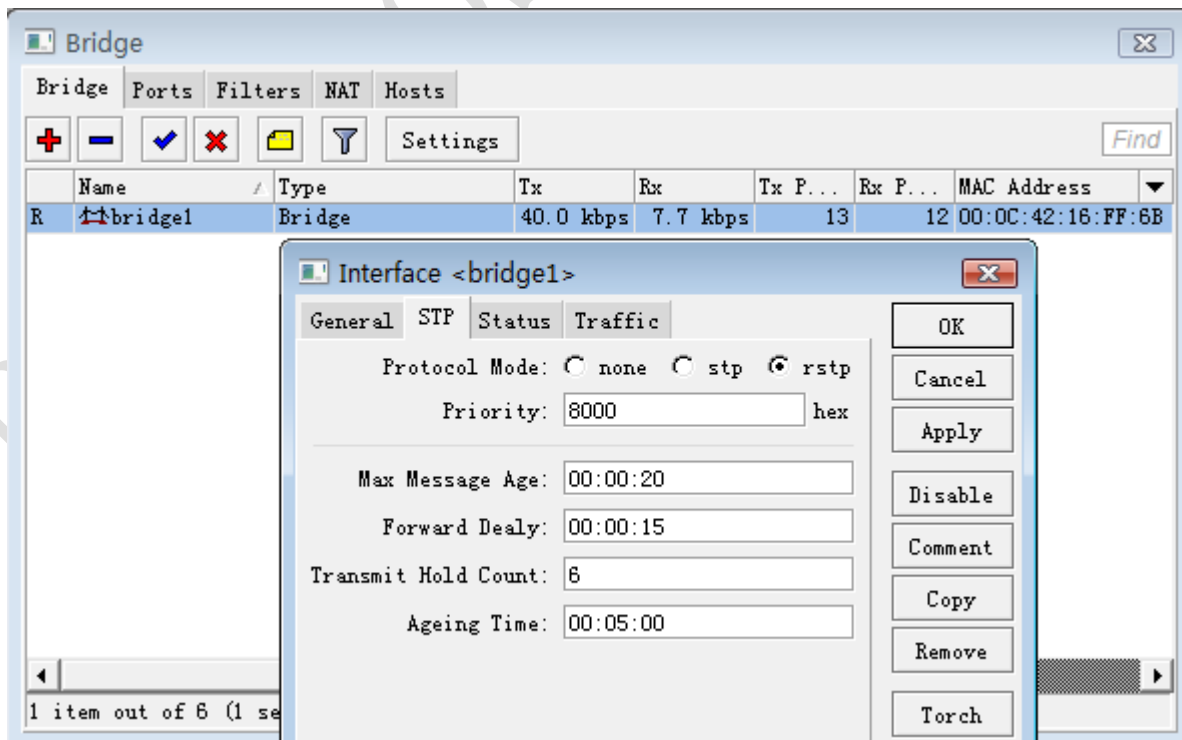 Bridge
Bridge Ports Filters NAT Hosts
Settings Find
Name Type Tx Rx Tx P... Rx P... MAC Address
R bridge1 Bridge 40.0 kbps 7.7 kbps 13 12 00:0C:42:16:FF:6B
Interface <bridge1>
General STP Status Traffic
OK
Protocol Mode: none stp rstp
Cancel
Priority: 8000 hex
Apply
Max Message Age: 00:00:20
Disable
Forward Dealy: 00:00:15
Comment
Transmit Hold Count: 6
Copy
Ageing Time: 00:05:00
Remove
1 item out of 6 (1 se
Torch